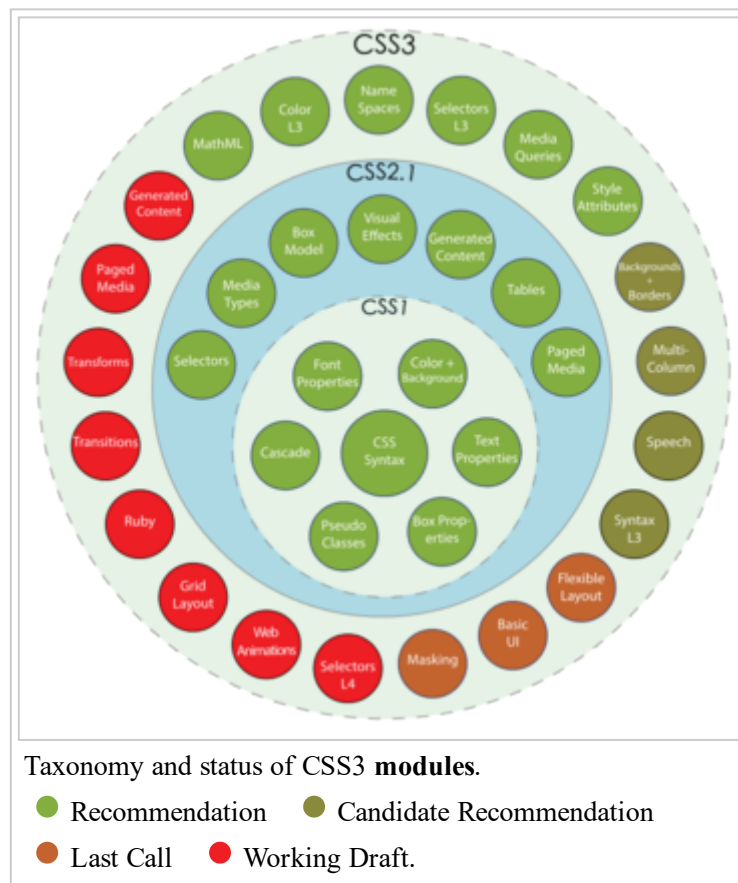 CSS3
Name
Spaces
Selectors
L3
Media
Queries
Style
Attributes
Backgrounds
+
Borders
Multi-
Column
Speech
Syntax
L3
Flexible
Layout
Basic
UI
Masking
Selectors
L4
Web
Animations
Grid
Layout
Ruby
Transitions
Transforms
Paged
Media
Generated
Content
MathML
Color
L3
CSS2.1
Selectors
Media
Types
Box
Model
Visual
Effects
Generated
Content
Tables
Paged
Media
CSS1
Font
Properties
Color +
Background
Cascade
CSS
Syntax
Text
Properties
Pseudo
Classes
Box Prop-
erties
Taxonomy and status of CSS3 modules.
Recommendation
Candidate Recommendation
Last Call
Working Draft.